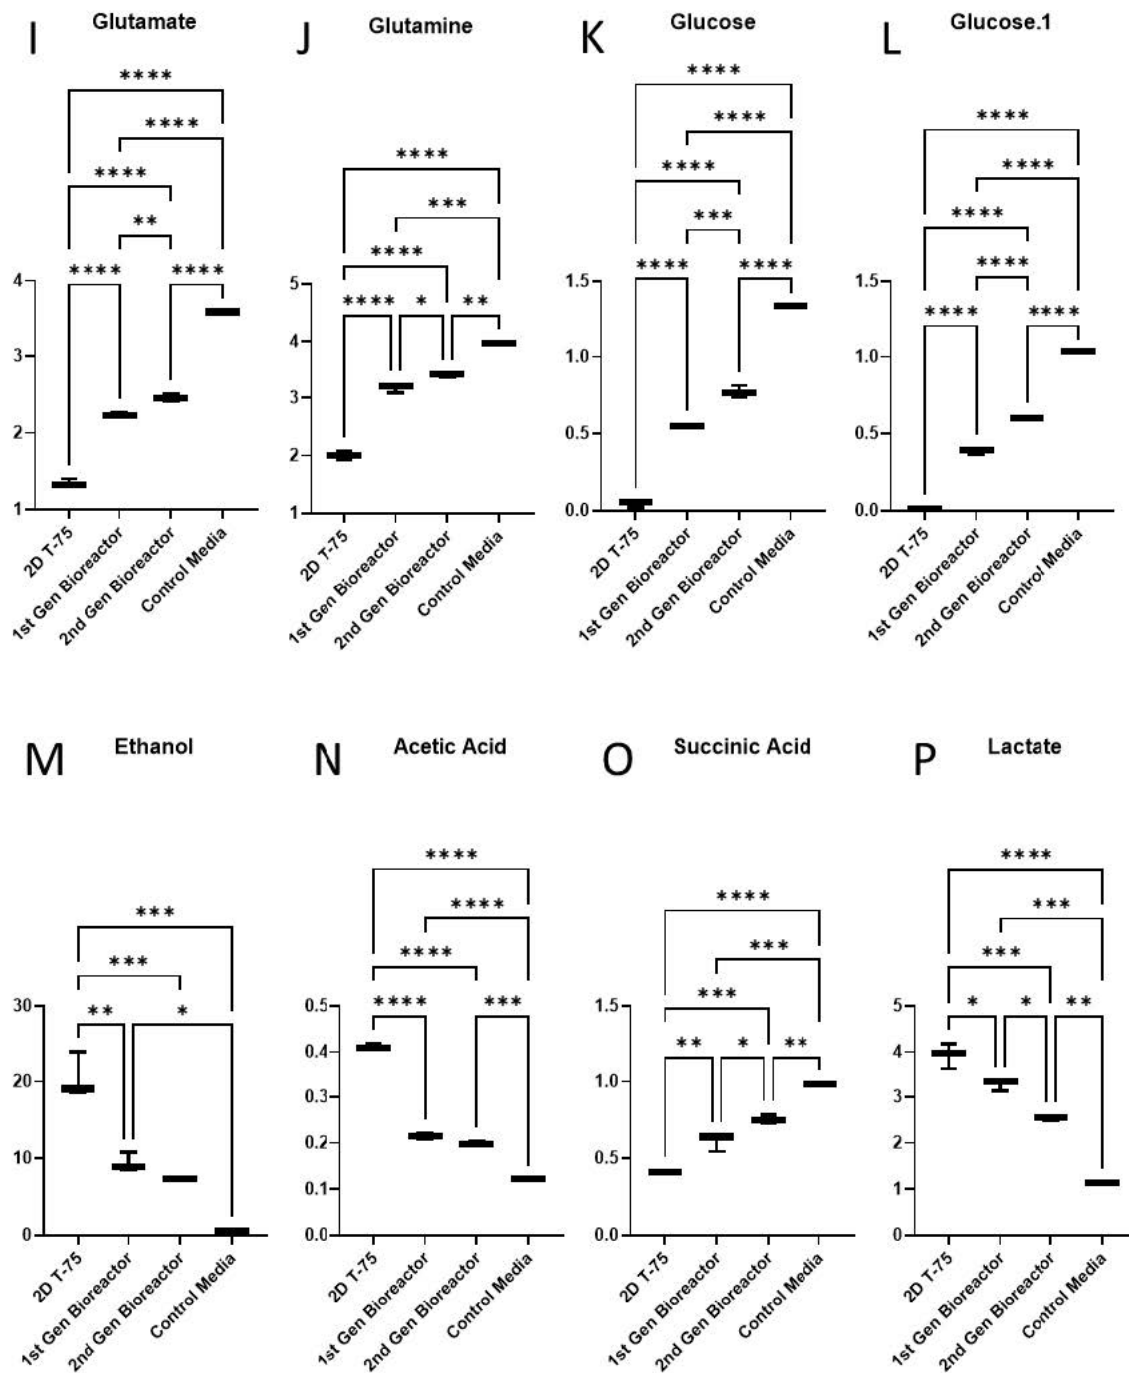 I Glutamate
****
****
****
**
**** ****
4
3
2
1
2D T-75
1st Gen Bioreactor
2nd Gen Bioreactor
Control Media
J Glutamine
****
***
****
**** * **
5
4
3
2
1
2D T-75
1st Gen Bioreactor
2nd Gen Bioreactor
Control Media
K Glucose
****
****
****
***
**** ****
1.5
1.0
0.5
0.0
2D T-75
1st Gen Bioreactor
2nd Gen Bioreactor
Control Media
L Glucose.1
****
****
****
****
**** ****
1.5
1.0
0.5
0.0
2D T-75
1st Gen Bioreactor
2nd Gen Bioreactor
Control Media
M Ethanol
***
***
** *
30
20
10
0
2D T-75
1st Gen Bioreactor
2nd Gen Bioreactor
Control Media
N Acetic Acid
****
****
****
**** ***
0.5
0.4
0.3
0.2
0.1
0.0
2D T-75
1st Gen Bioreactor
2nd Gen Bioreactor
Control Media
O Succinic Acid
****
***
***
** * **
1.5
1.0
0.5
0.0
2D T-75
1st Gen Bioreactor
2nd Gen Bioreactor
Control Media
P Lactate
****
***
***
* * **
5
4
3
2
1
0
2D T-75
1st Gen Bioreactor
2nd Gen Bioreactor
Control Media